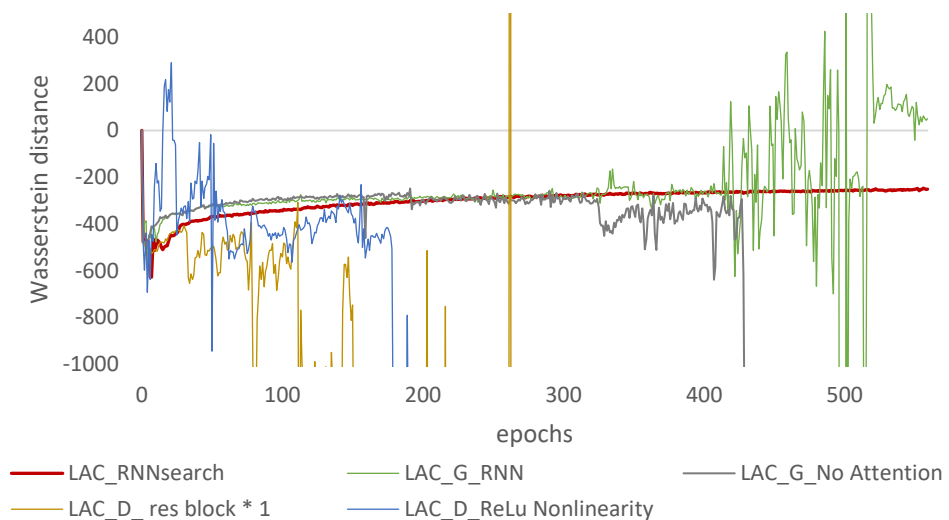 400
200
0
-200
-400
-600
-800
-1000
Wasserstein distance
0 100 200 300 400 500
epochs
LAC_RNNsearch LAC_G_RNN LAC_G_No Attention
LAC_D_ res block * 1 LAC_D_ReLu Nonlinearity